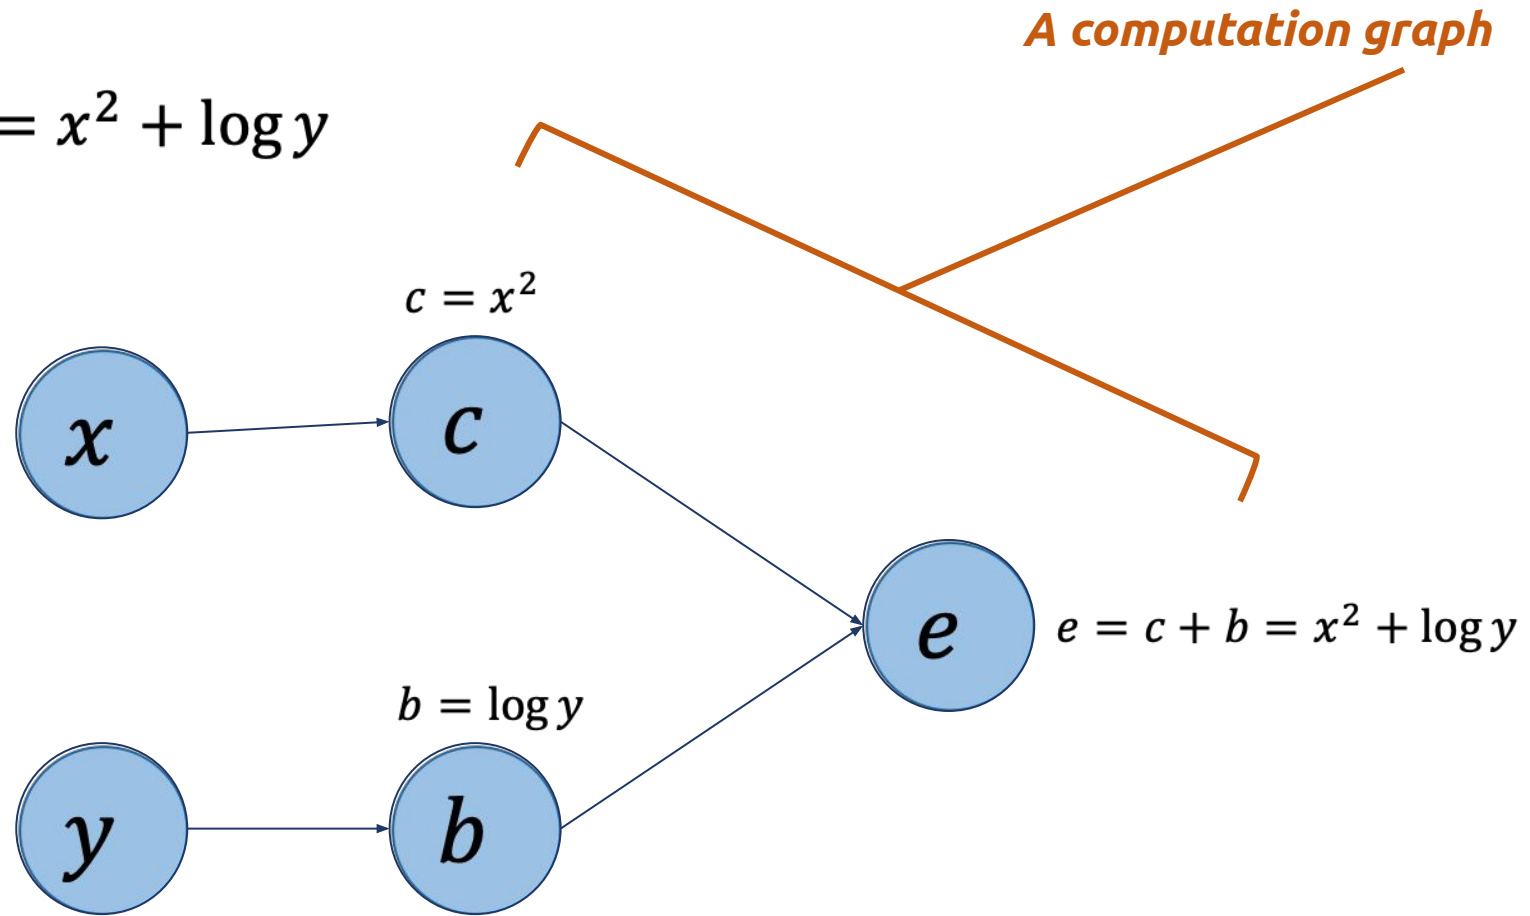 A computation graph
= x² + log y
c = x²
x
c
e
e = c + b = x² + log y
b = log y
y
b